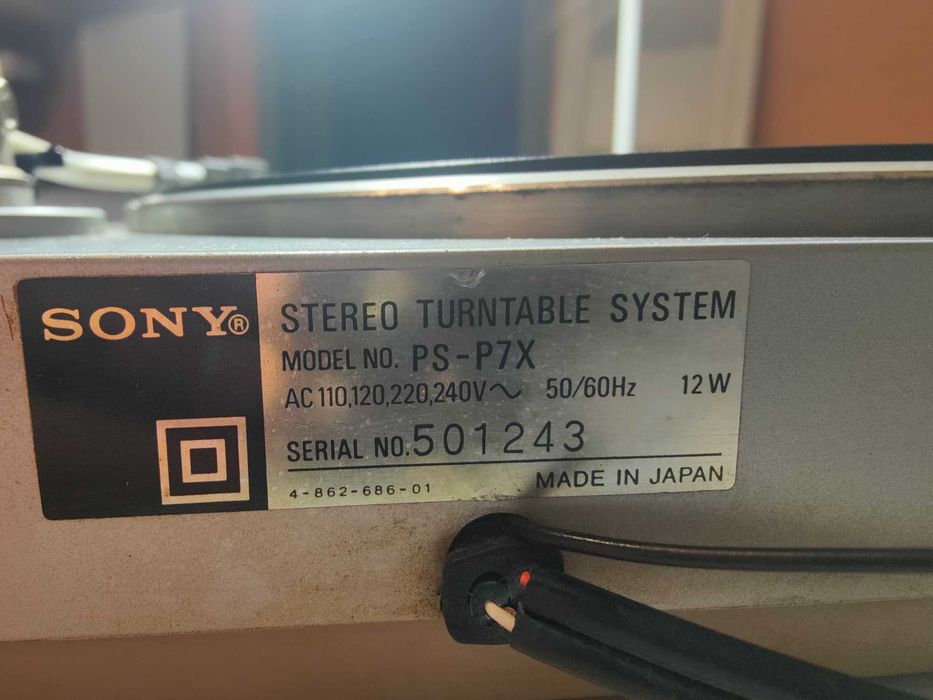 SONY®
STEREO TURNTABLE SYSTEM
MODEL NO. PS-P7X
AC 110,120,220,240V～ 50/60Hz 12W
SERIAL NO. 501243
4-862-686-01
MADE IN JAPAN